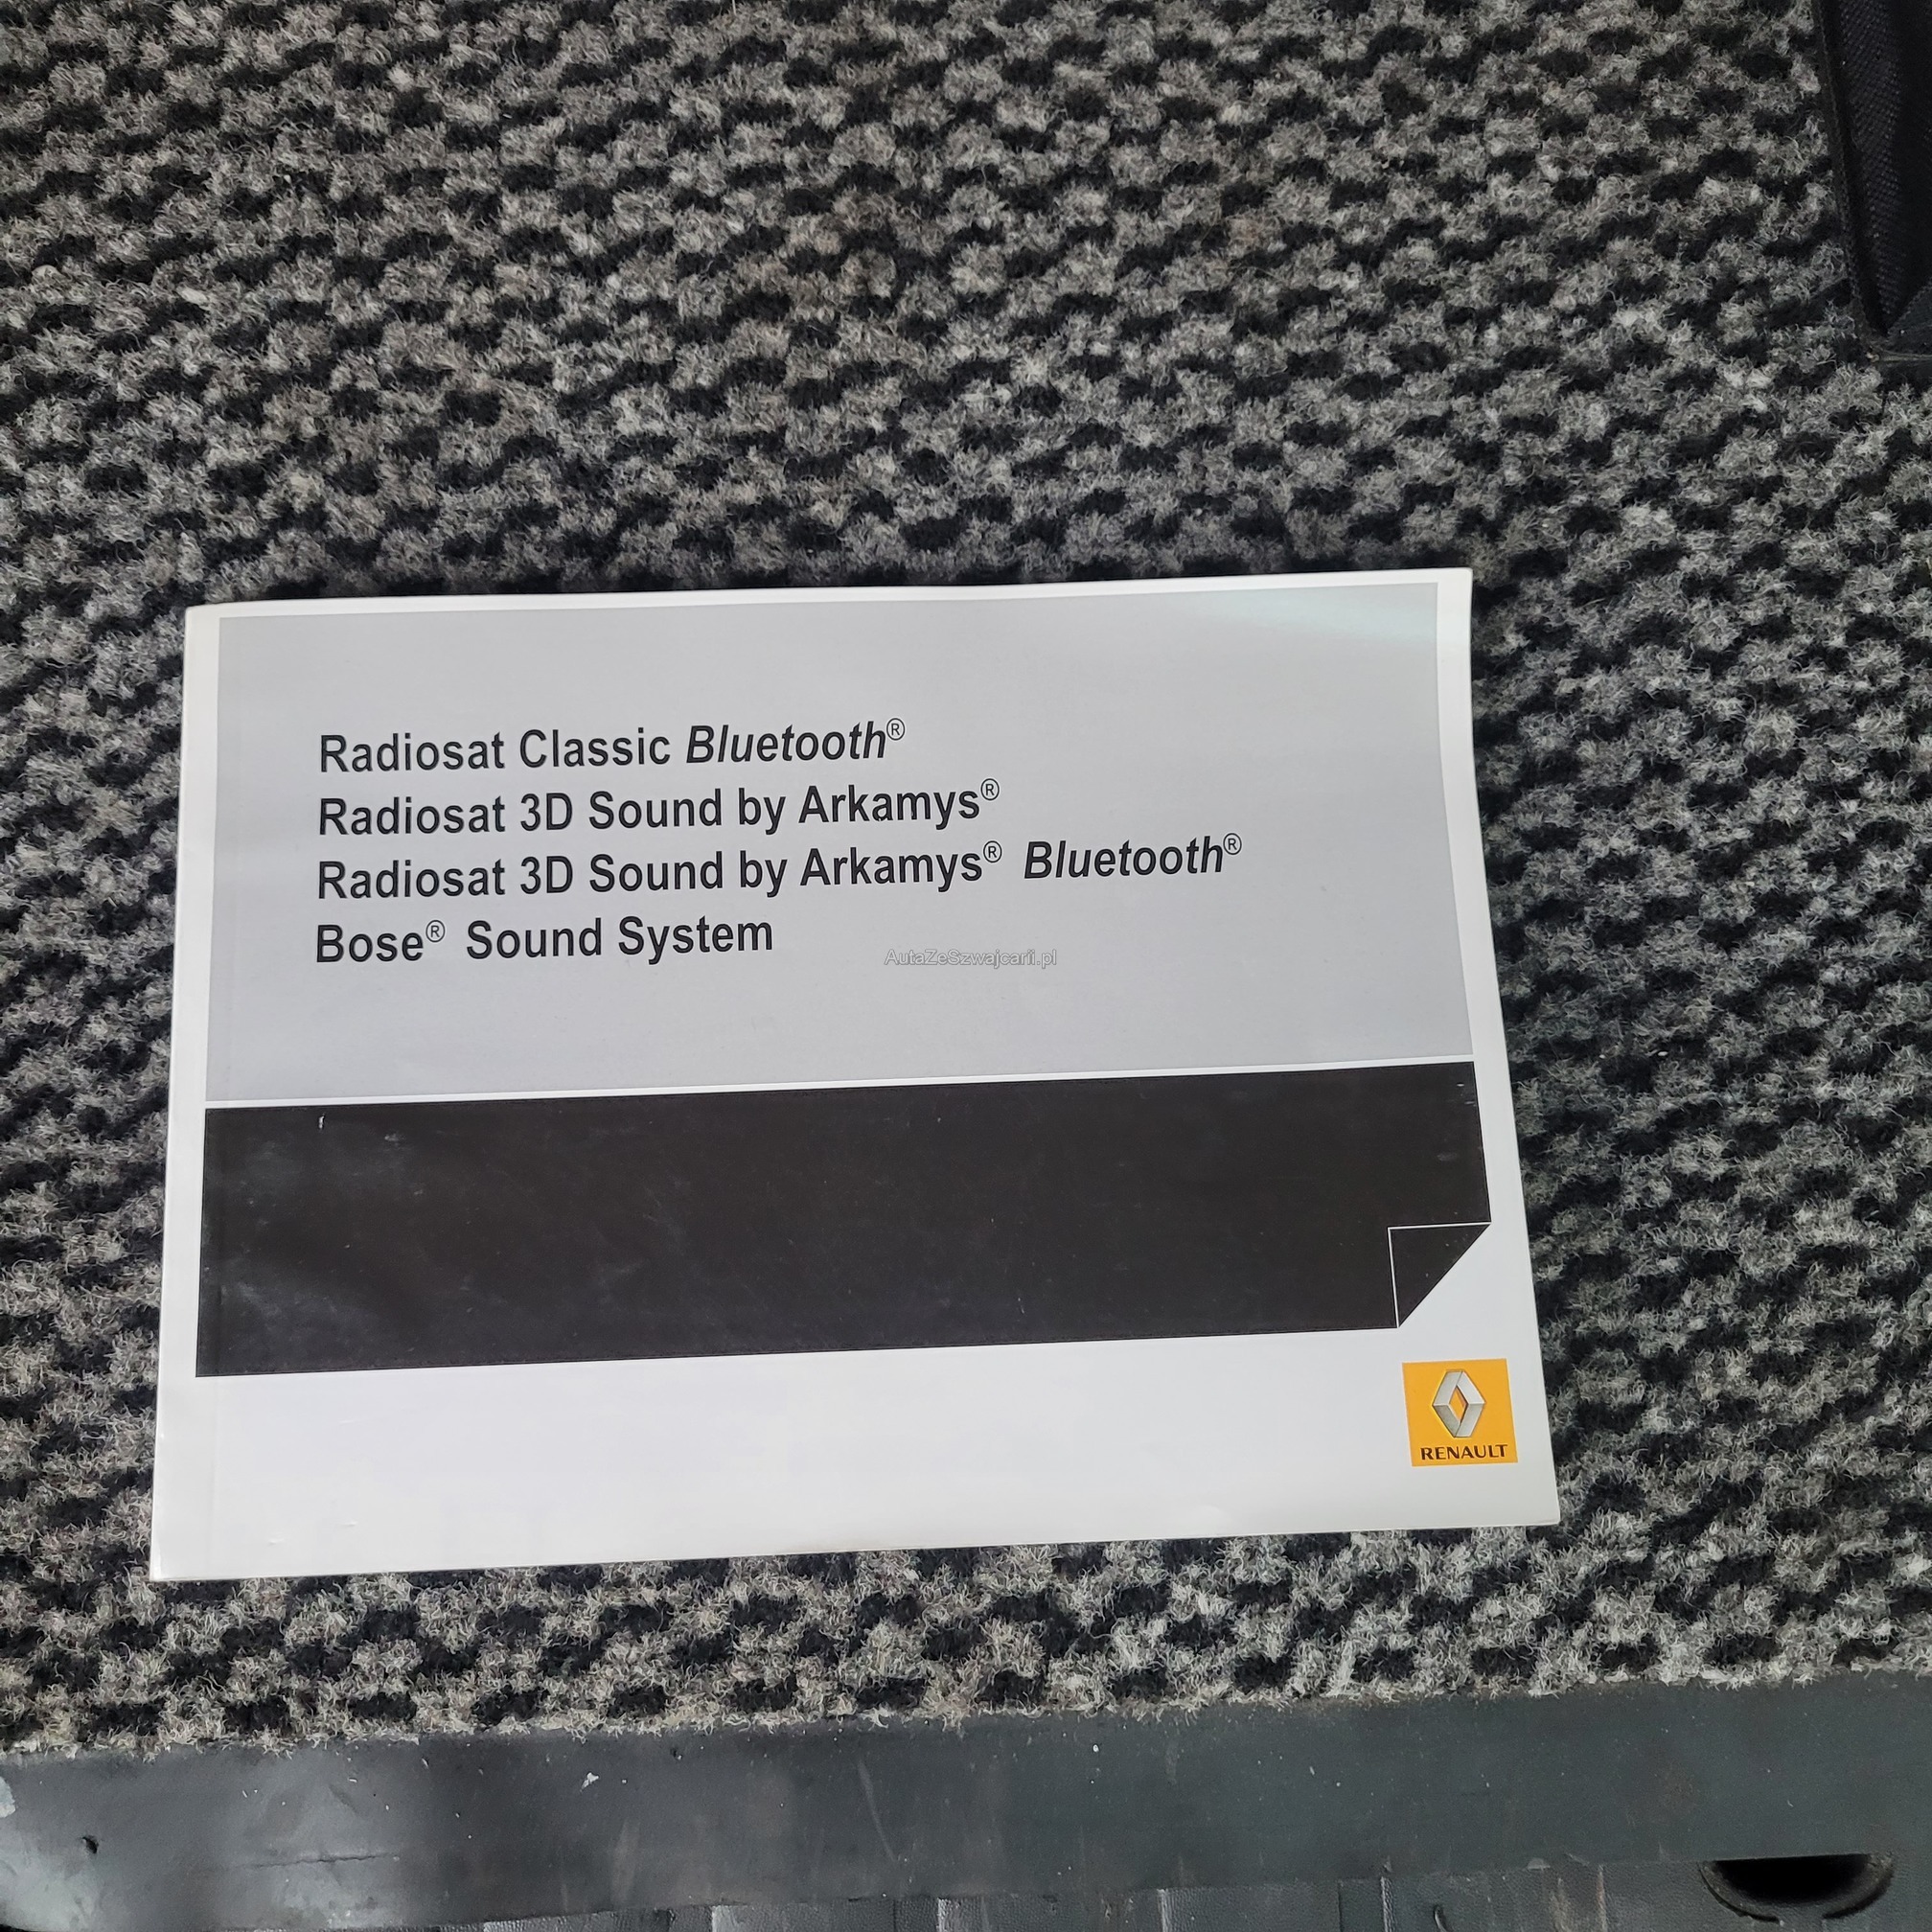 Radiosat Classic Bluetooth®
Radiosat 3D Sound by Arkamys®
Radiosat 3D Sound by Arkamys® Bluetooth®
Bose® Sound System
AutaZeSzwajcarii.pl
RENAULT